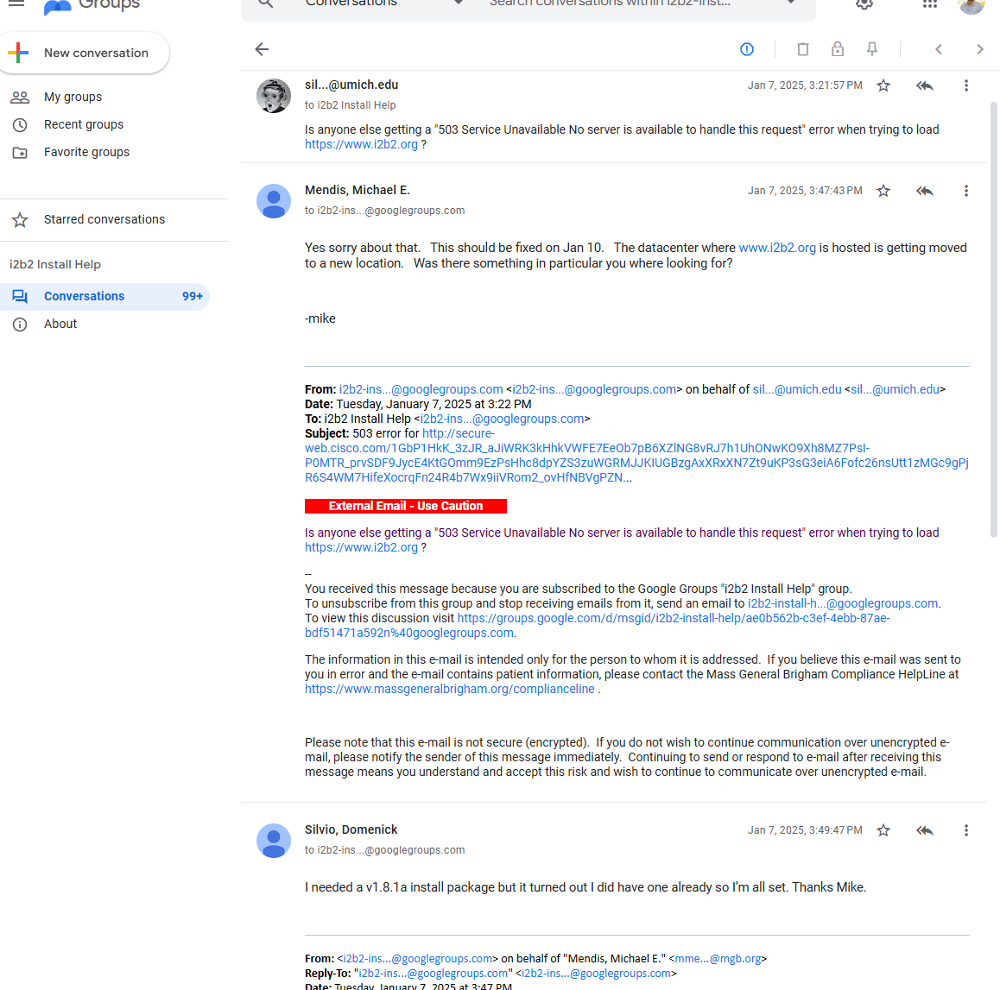 Groups
Conversations
Search conversations within i2b2-inst...
New conversation
My groups
Recent groups
Favorite groups
Starred conversations
i2b2 Install Help
Conversations 99+
About
sil...@umich.edu
Jan 7, 2025, 3:21:57 PM
to i2b2 Install Help
Is anyone else getting a "503 Service Unavailable No server is available to handle this request" error when trying to load
https://www.i2b2.org ?
Mendis, Michael E.
Jan 7, 2025, 3:47:43 PM
to i2b2-ins...@googlegroups.com
Yes sorry about that.   This should be fixed on Jan 10.   The datacenter where www.i2b2.org is hosted is getting moved
to a new location.   Was there something in particular you where looking for?
-mike
From: i2b2-ins...@googlegroups.com <i2b2-ins...@googlegroups.com> on behalf of sil...@umich.edu <sil...@umich.edu>
Date: Tuesday, January 7, 2025 at 3:22 PM
To: i2b2 Install Help <i2b2-ins...@googlegroups.com>
Subject: 503 error for http://secure-
web.cisco.com/1GbP1HkK_3zJR_aJiWRK3kHhkVWFE7EeOb7pB6XZlNG8vRJ7h1UhONwKO9Xh8MZ7PsI-
P0MTR_prvSDF9JycE4KtGOmm9EzPsHhc8dpYZS3zuWGRMJJKIUGBzgAxXRxXN7Zt9uKP3sG3eiA6Fofc26nsUtt1zMGc9gPj
R6S4WM7HifeXocrqFn24R4b7Wx9iiVRom2_ovHfNBVgPZN...
External Email - Use Caution
Is anyone else getting a "503 Service Unavailable No server is available to handle this request" error when trying to load
https://www.i2b2.org ?
--
You received this message because you are subscribed to the Google Groups "i2b2 Install Help" group.
To unsubscribe from this group and stop receiving emails from it, send an email to i2b2-install-h...@googlegroups.com.
To view this discussion visit https://groups.google.com/d/msgid/i2b2-install-help/ae0b562b-c3ef-4ebb-87ae-
bdf51471a592n%40googlegroups.com.
The information in this e-mail is intended only for the person to whom it is addressed.  If you believe this e-mail was sent to
you in error and the e-mail contains patient information, please contact the Mass General Brigham Compliance HelpLine at
https://www.massgeneralbrigham.org/complianceline .
Please note that this e-mail is not secure (encrypted).  If you do not wish to continue communication over unencrypted e-
mail, please notify the sender of this message immediately.  Continuing to send or respond to e-mail after receiving this
message means you understand and accept this risk and wish to continue to communicate over unencrypted e-mail.
Silvio, Domenick
Jan 7, 2025, 3:49:47 PM
to i2b2-ins...@googlegroups.com
I needed a v1.8.1a install package but it turned out I did have one already so I'm all set. Thanks Mike.
From: <i2b2-ins...@googlegroups.com> on behalf of "Mendis, Michael E." <mme...@mgb.org>
Reply-To: "i2b2-ins...@googlegroups.com" <i2b2-ins...@googlegroups.com>
Date: Tuesday, January 7, 2025 at 3:47 PM